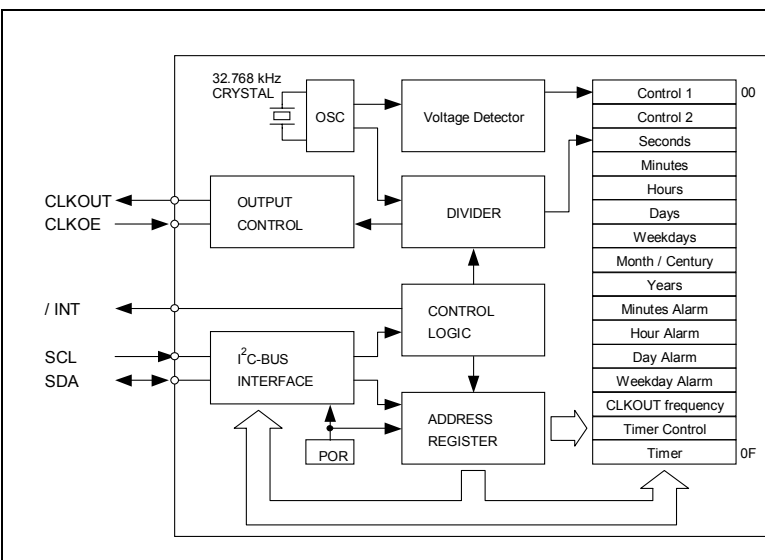 32.768 kHz
CRYSTAL
OSC
Voltage Detector
CLKOUT
CLKOE
OUTPUT
CONTROL
DIVIDER
/ INT
CONTROL
LOGIC
SCL
SDA
I²C-BUS
INTERFACE
ADDRESS
REGISTER
POR
Control 1
00
Control 2
Seconds
Minutes
Hours
Days
Weekdays
Month / Century
Years
Minutes Alarm
Hour Alarm
Day Alarm
Weekday Alarm
CLKOUT frequency
Timer Control
Timer
0F